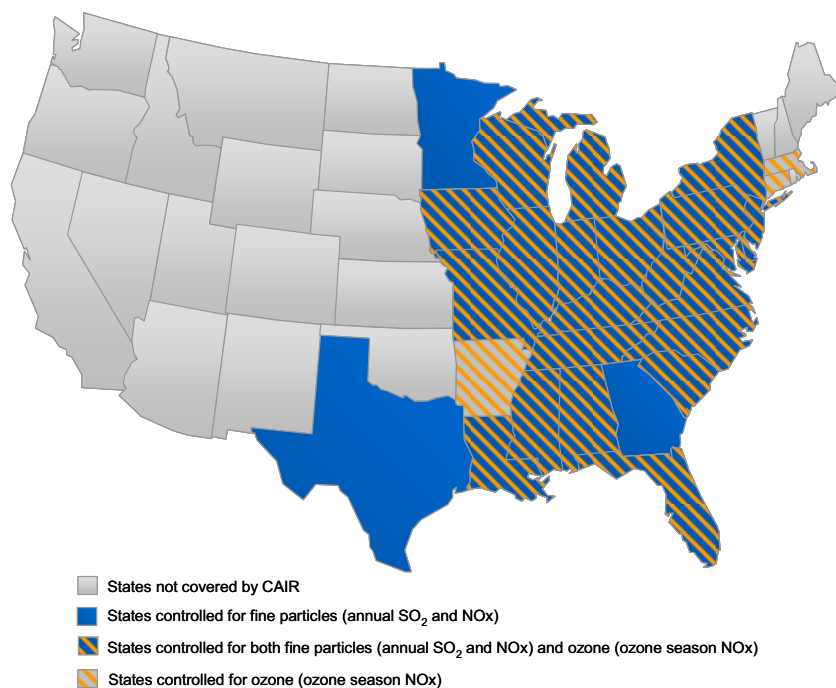 States not covered by CAIR
States controlled for fine particles (annual SO₂ and NOx)
States controlled for both fine particles (annual SO₂ and NOx) and ozone (ozone season NOx)
States controlled for ozone (ozone season NOx)